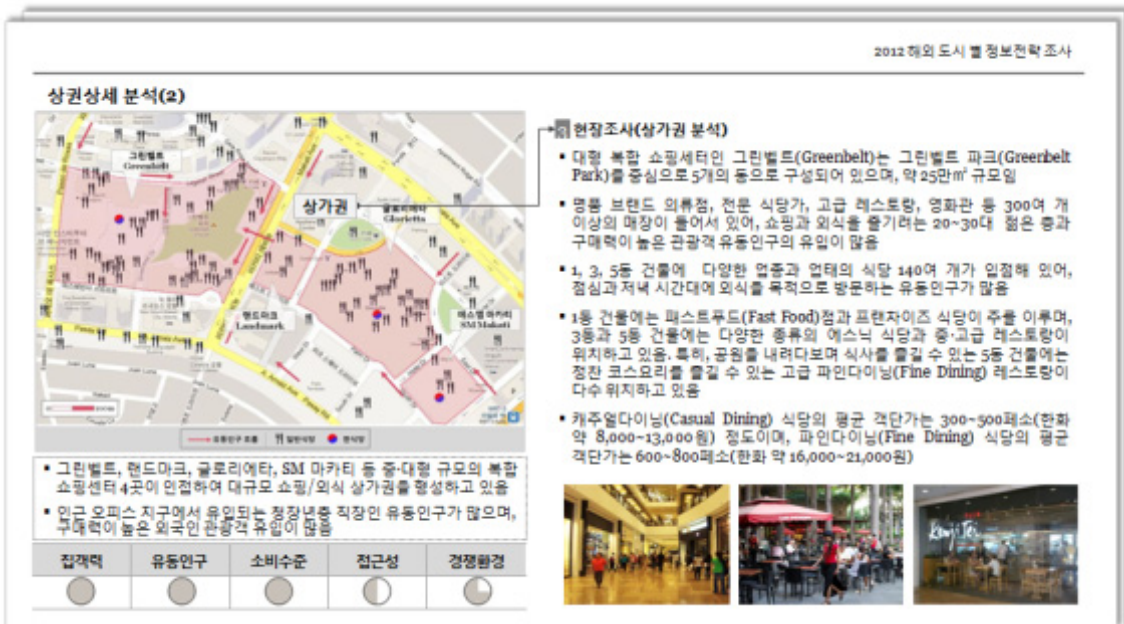 2012 해외 도시 별 정보전략 조사
상권상세 분석(2)
그린벨트
Greenbelt
상가권
글로리에타
Glorietta
랜드마크
Landmark
에스엠 마카티
SM Makati
유동인구 흐름 일반식당 한식당
▪ 그린벨트, 랜드마크, 글로리에타, SM 마카티 등 중·대형 규모의 복합
쇼핑센터 4곳이 인접하여 대규모 쇼핑/외식 상가권를 형성하고 있음
▪ 인근 오피스 지구에서 유입되는 청장년층 직장인 유동인구가 많으며,
구매력이 높은 외국인 관광객 유입이 많음
집객력 유동인구 소비수준 접근성 경쟁환경
현장조사(상가권 분석)
▪ 대형 복합 쇼핑세터인 그린벨트(Greenbelt)는 그린벨트 파크(Greenbelt
Park)를 중심으로 5개의 동으로 구성되어 있으며, 약 25만㎡ 규모임
▪ 명품 브랜드 의류점, 전문 식당가, 고급 레스토랑, 영화관 등 300여 개
이상의 매장이 들어서 있어, 쇼핑과 외식을 즐기려는 20~30대 젊은 층과
구매력이 높은 관광객 유동인구의 유입이 많음
▪ 1, 3, 5동 건물에 다양한 업종과 업태의 식당 140여 개가 입점해 있어,
점심과 저녁 시간대에 외식을 목적으로 방문하는 유동인구가 많음
▪ 1동 건물에는 패스트푸드(Fast Food)점과 프랜차이즈 식당이 주를 이루며,
3동과 5동 건물에는 다양한 종류의 에스닉 식당과 중·고급 레스토랑이
위치하고 있음. 특히, 공원을 내려다보며 식사를 즐길 수 있는 5동 건물에는
정찬 코스요리를 즐길 수 있는 고급 파인다이닝(Fine Dining) 레스토랑이
다수 위치하고 있음
▪ 캐주얼다이닝(Casual Dining) 식당의 평균 객단가는 300~500페소(한화
약 8,000~13,000원) 정도이며, 파인다이닝(Fine Dining) 식당의 평균
객단가는 600~800페소(한화 약 16,000~21,000원)